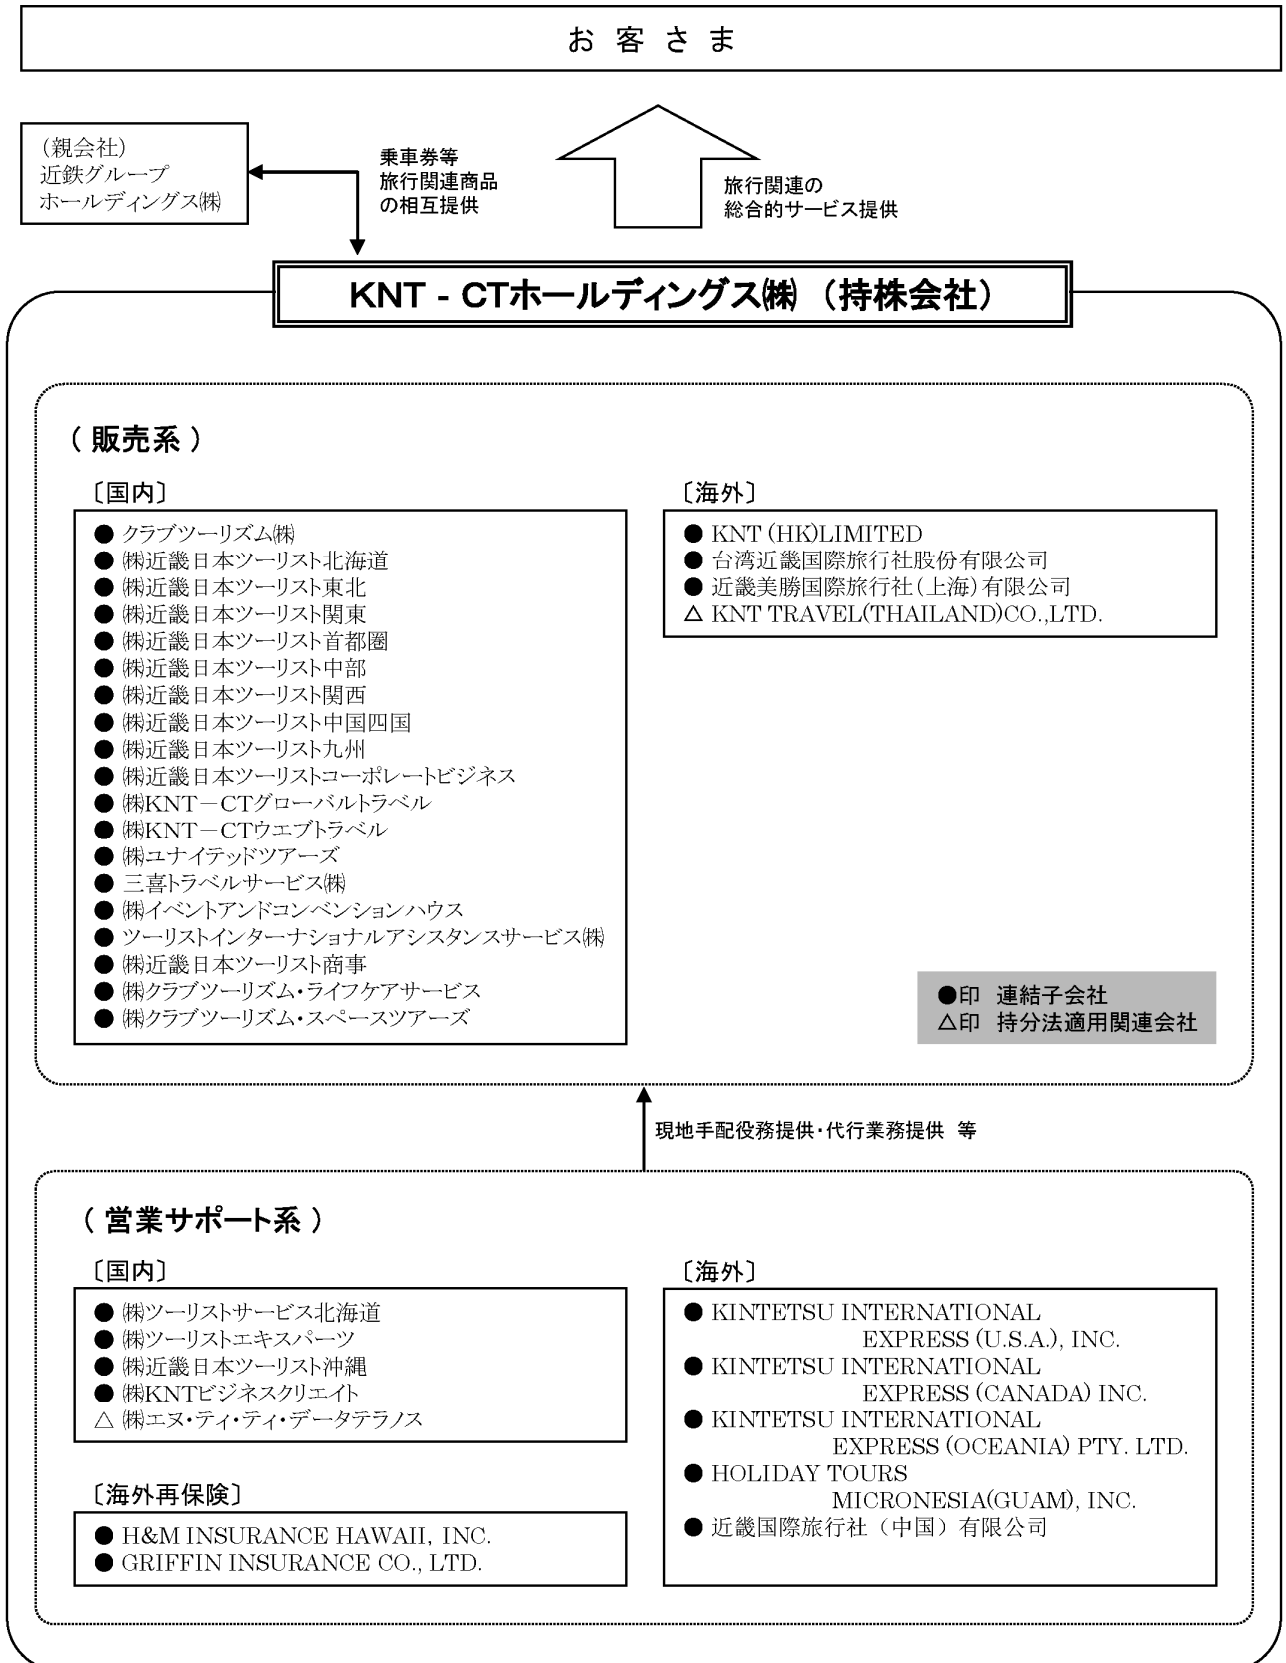 お客さま
(親会社)
近鉄グループ
ホールディングス㈱
乗車券等
旅行関連商品
の相互提供
旅行関連の
総合的サービス提供
KNT‐CTホールディングス㈱ (持株会社)
( 販売系 )
〔国内〕
● クラブツーリズム㈱
● ㈱近畿日本ツーリスト北海道
● ㈱近畿日本ツーリスト東北
● ㈱近畿日本ツーリスト関東
● ㈱近畿日本ツーリスト首都圏
● ㈱近畿日本ツーリスト中部
● ㈱近畿日本ツーリスト関西
● ㈱近畿日本ツーリスト中国四国
● ㈱近畿日本ツーリスト九州
● ㈱近畿日本ツーリストコーポレートビジネス
● ㈱KNT－CTグローバルトラベル
● ㈱KNT－CTウエブトラベル
● ㈱ユナイテッドツアーズ
● 三喜トラベルサービス㈱
● ㈱イベントアンドコンベンションハウス
● ツーリストインターナショナルアシスタンスサービス㈱
● ㈱近畿日本ツーリスト商事
● ㈱クラブツーリズム・ライフケアサービス
● ㈱クラブツーリズム・スペースツアーズ
〔海外〕
● KNT (HK)LIMITED
● 台湾近畿国際旅行社股份有限公司
● 近畿美勝国際旅行社(上海)有限公司
△ KNT TRAVEL(THAILAND)CO.,LTD.
●印 連結子会社
△印 持分法適用関連会社
現地手配役務提供・代行業務提供 等
( 営業サポート系 )
〔国内〕
● ㈱ツーリストサービス北海道
● ㈱ツーリストエキスパーツ
● ㈱近畿日本ツーリスト沖縄
● ㈱KNTビジネスクリエイト
△ ㈱エヌ・ティ・ティ・データテラノス
〔海外再保険〕
● H&M INSURANCE HAWAII, INC.
● GRIFFIN INSURANCE CO., LTD.
〔海外〕
● KINTETSU INTERNATIONAL
EXPRESS (U.S.A.), INC.
● KINTETSU INTERNATIONAL
EXPRESS (CANADA) INC.
● KINTETSU INTERNATIONAL
EXPRESS (OCEANIA) PTY. LTD.
● HOLIDAY TOURS
MICRONESIA(GUAM), INC.
● 近畿国際旅行社（中国）有限公司